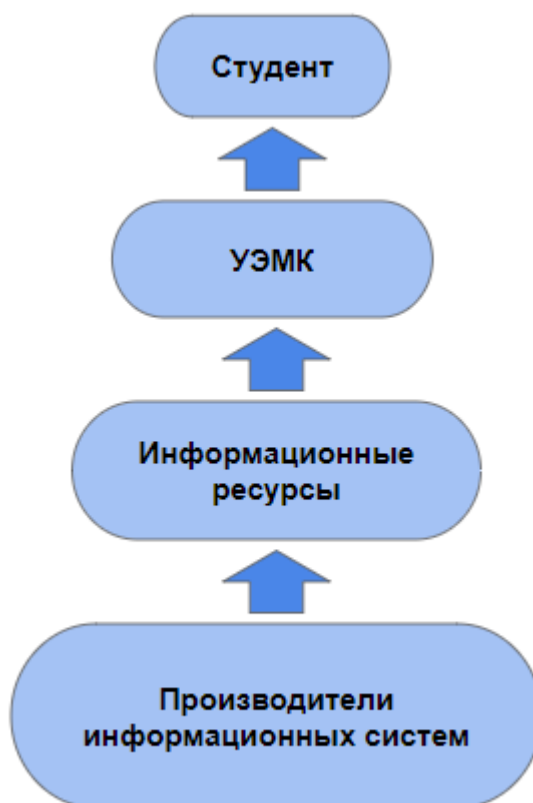 Студент
УЭМК
Информационные
ресурсы
Производители
информационных систем